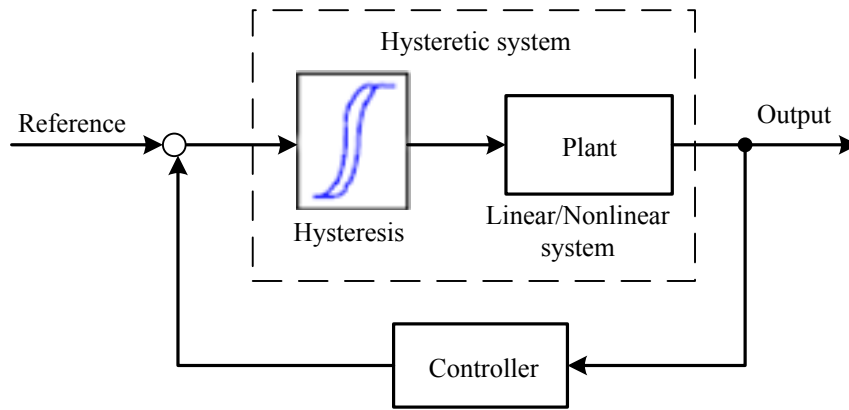 Hysteretic system
Reference
Output
Plant
Hysteresis
Linear/Nonlinear
system
Controller